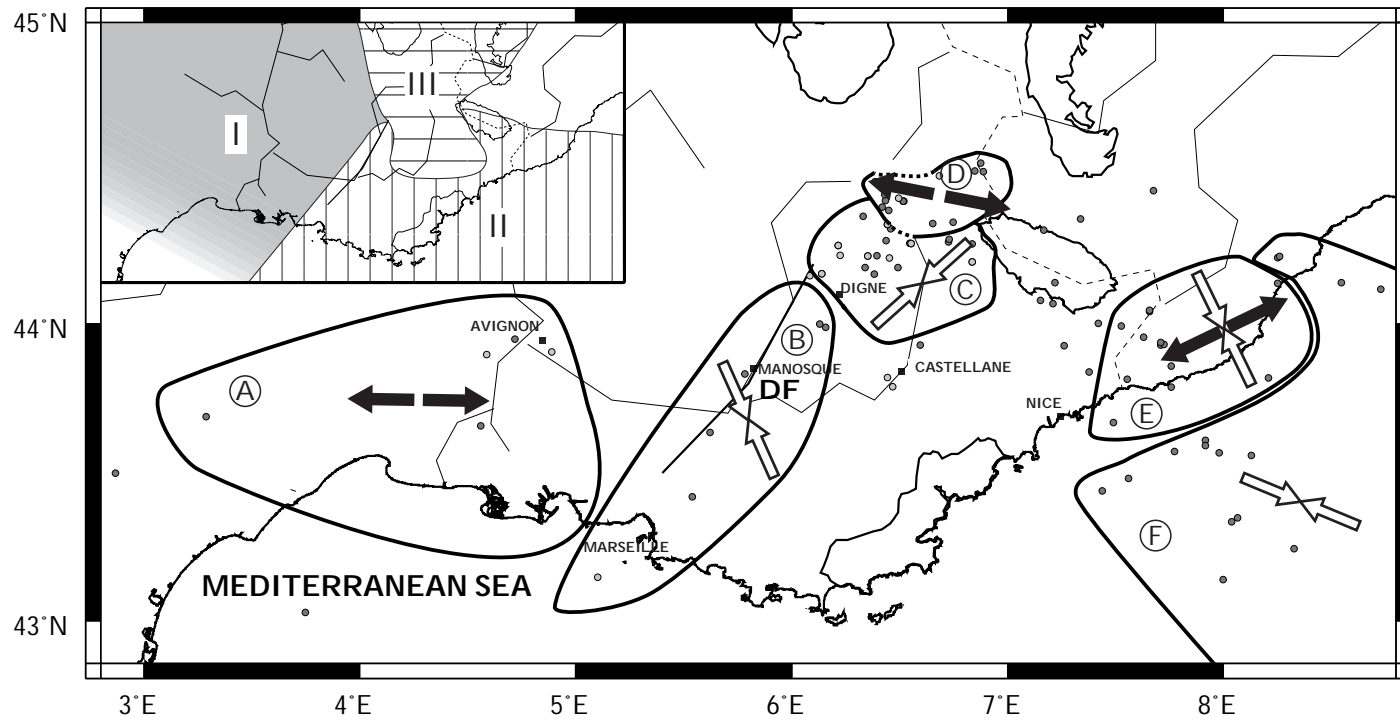 45°N
44°N
43°N
I
III
II
D
DIGNE
C
AVIGNON
B
MANOSQUE
DF
CASTELLANE
A
NICE
E
MARSEILLE
F
MEDITERRANEAN SEA
3°E
4°E
5°E
6°E
7°E
8°E